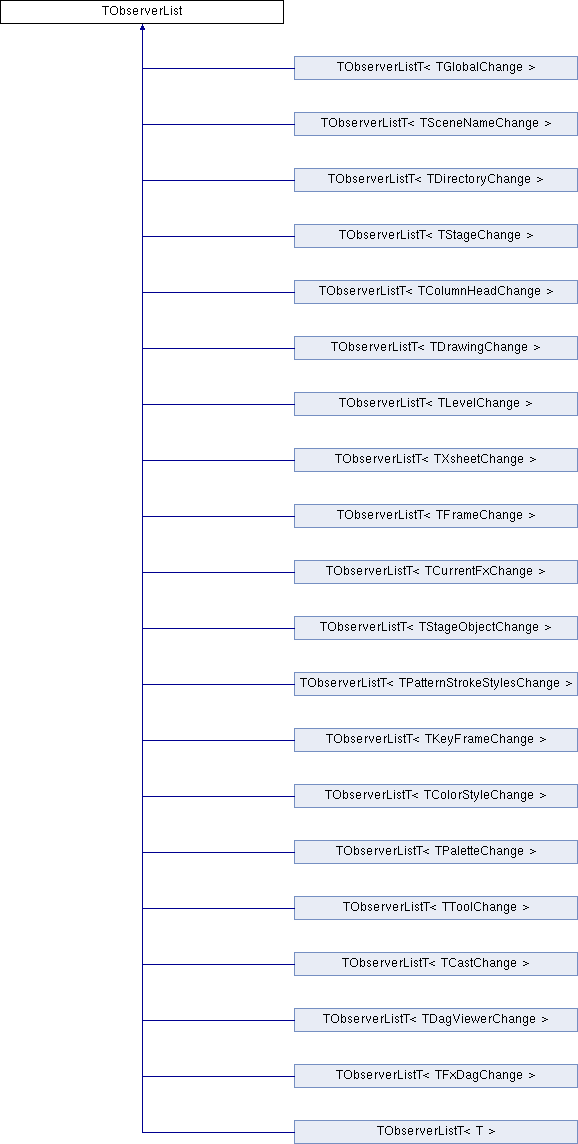 TObserverList
TObserverListT< TGlobalChange >
TObserverListT< TSceneNameChange >
TObserverListT< TDirectoryChange >
TObserverListT< TStageChange >
TObserverListT< TColumnHeadChange >
TObserverListT< TDrawingChange >
TObserverListT< TLevelChange >
TObserverListT< TXsheetChange >
TObserverListT< TFrameChange >
TObserverListT< TCurrentFxChange >
TObserverListT< TStageObjectChange >
TObserverListT< TPatternStrokeStylesChange >
TObserverListT< TKeyFrameChange >
TObserverListT< TColorStyleChange >
TObserverListT< TPaletteChange >
TObserverListT< TToolChange >
TObserverListT< TCastChange >
TObserverListT< TDagViewerChange >
TObserverListT< TFxDagChange >
TObserverListT< T >